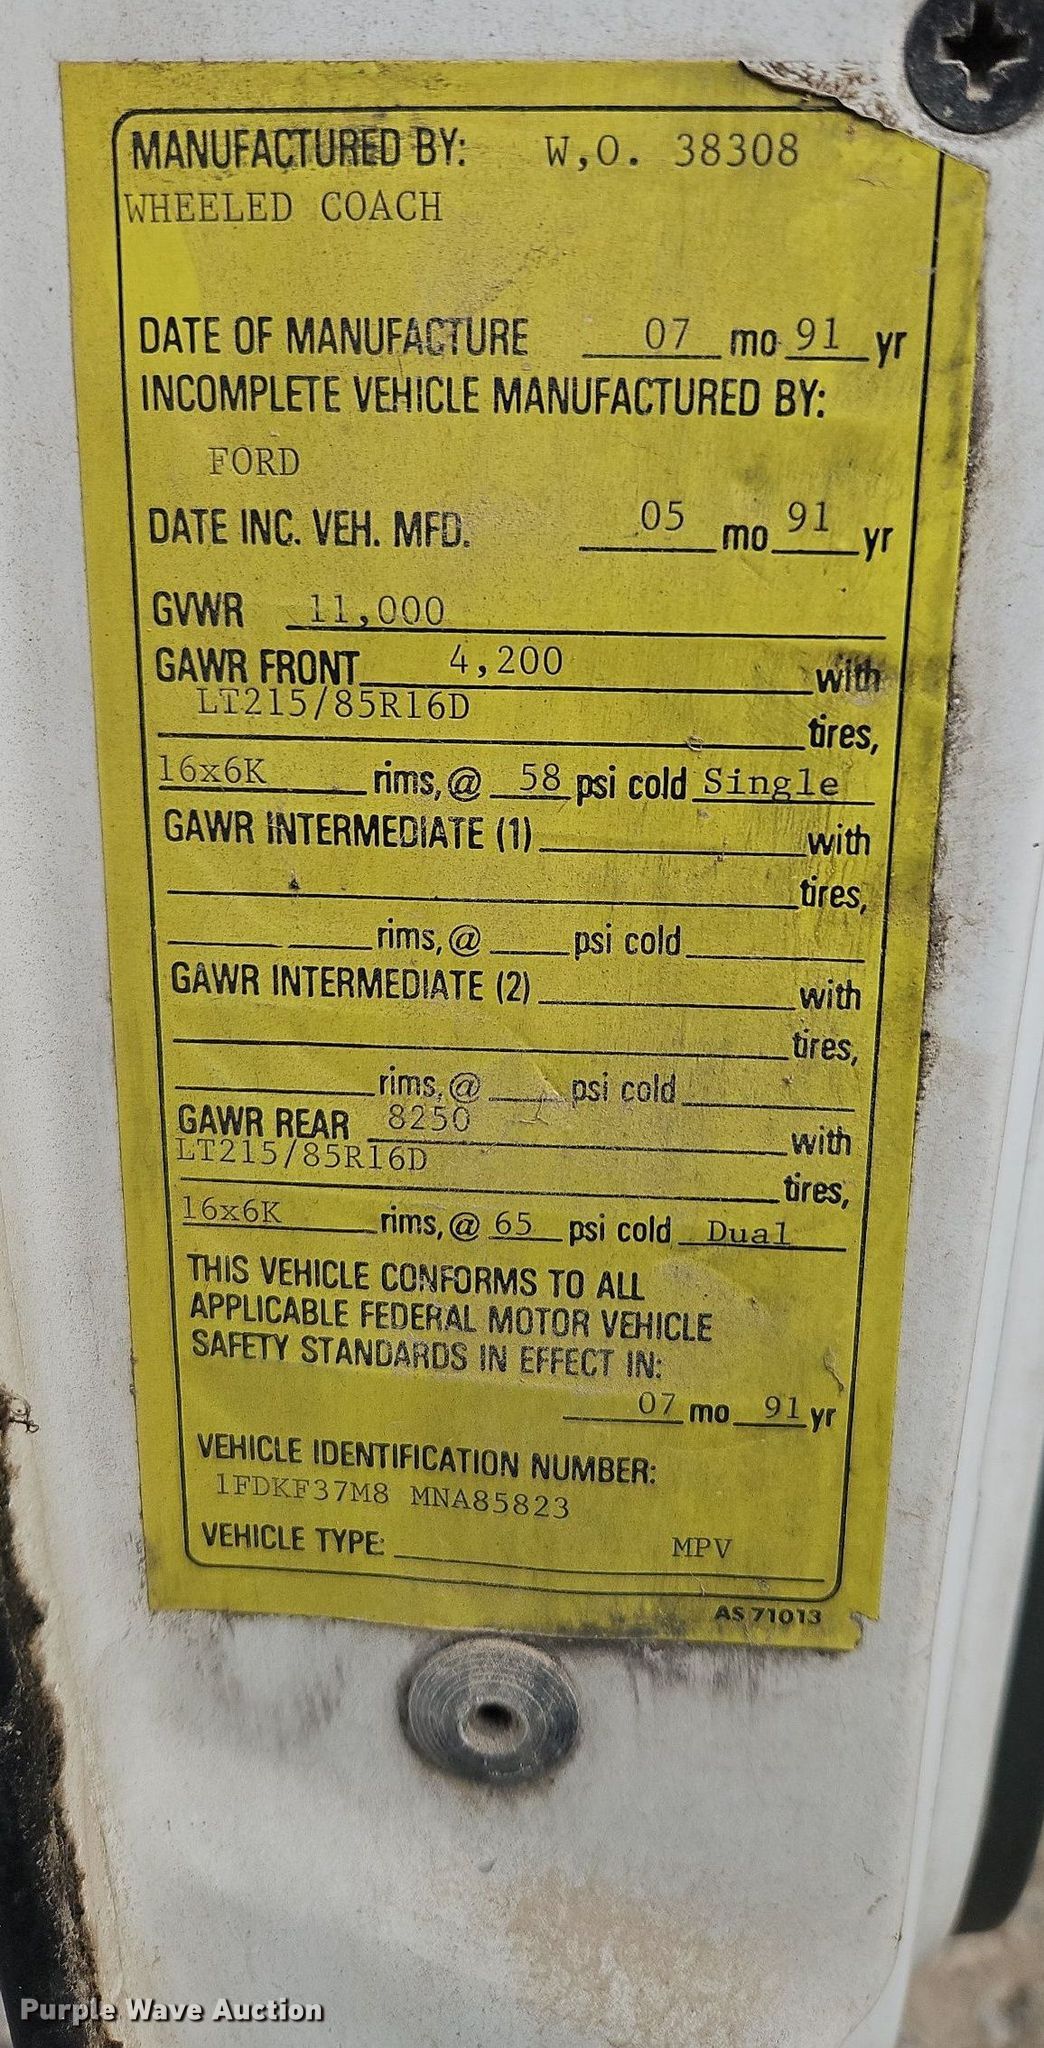 MANUFACTURED BY: W,O. 38308
WHEELED COACH
DATE OF MANUFACTURE 07 mo 91 yr
INCOMPLETE VEHICLE MANUFACTURED BY:
FORD
DATE INC. VEH. MFD. 05 mo 91 yr
GVWR 11,000
GAWR FRONT 4,200 with
LT215/85R16D tires,
16x6K rims, @ 58 psi cold Single
GAWR INTERMEDIATE (1) with
tires,
rims, @ psi cold
GAWR INTERMEDIATE (2) with
tires,
rims, @ psi cold
GAWR REAR 8250 with
LT215/85R16D tires,
16x6K rims, @ 65 psi cold Dual
THIS VEHICLE CONFORMS TO ALL
APPLICABLE FEDERAL MOTOR VEHICLE
SAFETY STANDARDS IN EFFECT IN:
07 mo 91 yr
VEHICLE IDENTIFICATION NUMBER:
1FDKF37M8 MNA85823
VEHICLE TYPE: MPV
AS 71013
Purple Wave Auction